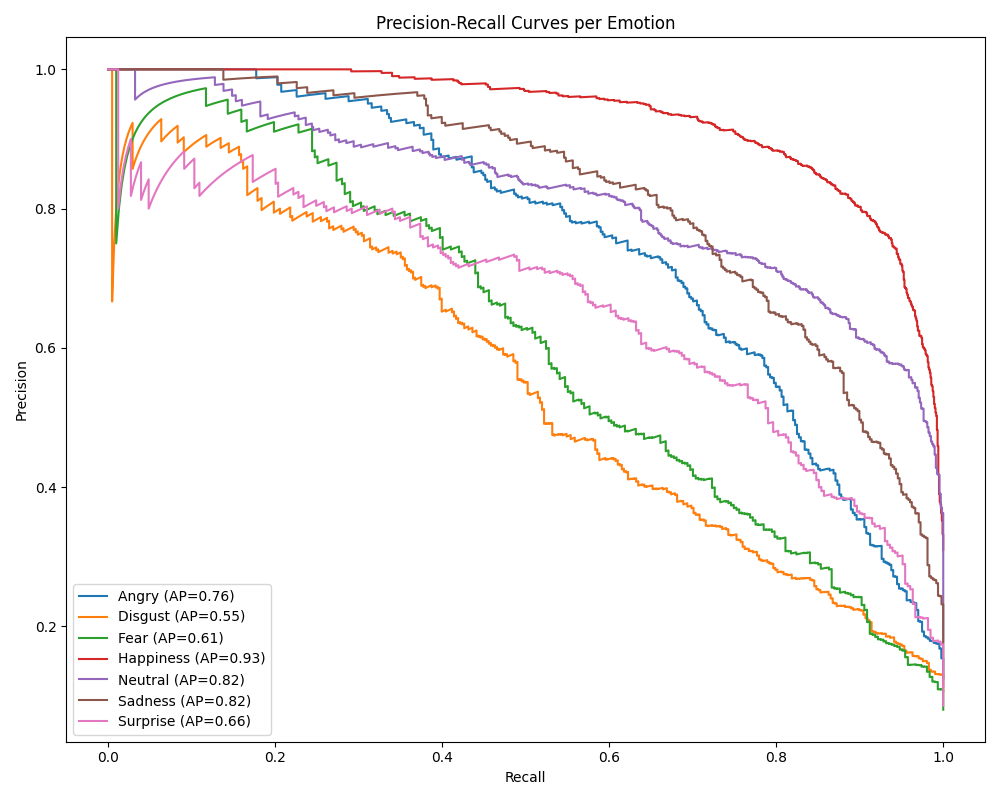 Precision-Recall Curves per Emotion
Precision
1.0
0.8
0.6
0.4
0.2
Angry (AP=0.76)
Disgust (AP=0.55)
Fear (AP=0.61)
Happiness (AP=0.93)
Neutral (AP=0.82)
Sadness (AP=0.82)
Surprise (AP=0.66)
0.0 0.2 0.4 0.6 0.8 1.0
Recall